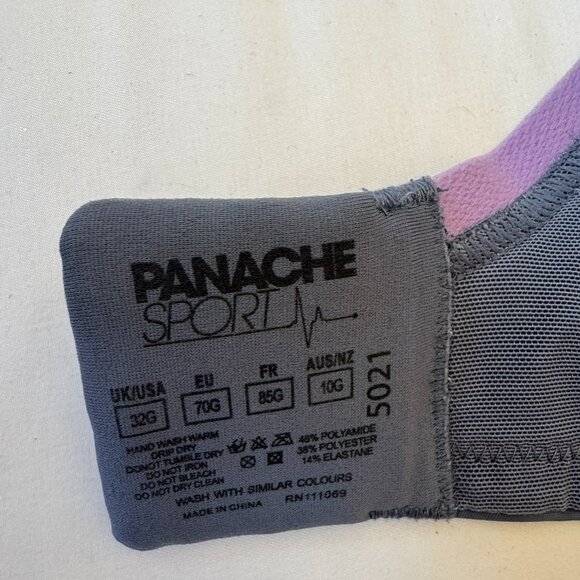 PANACHE
SPORT
UK/USA EU FR AUS/NZ
32G 70G 85G 10G
5021
HAND WASH WARM
DRIP DRY
DO NOT TUMBLE DRY
DO NOT IRON
DO NOT BLEACH
DO NOT DRY CLEAN
48% POLYAMIDE
38% POLYESTER
14% ELASTANE
WASH WITH SIMILAR COLOURS
MADE IN CHINA RN111069